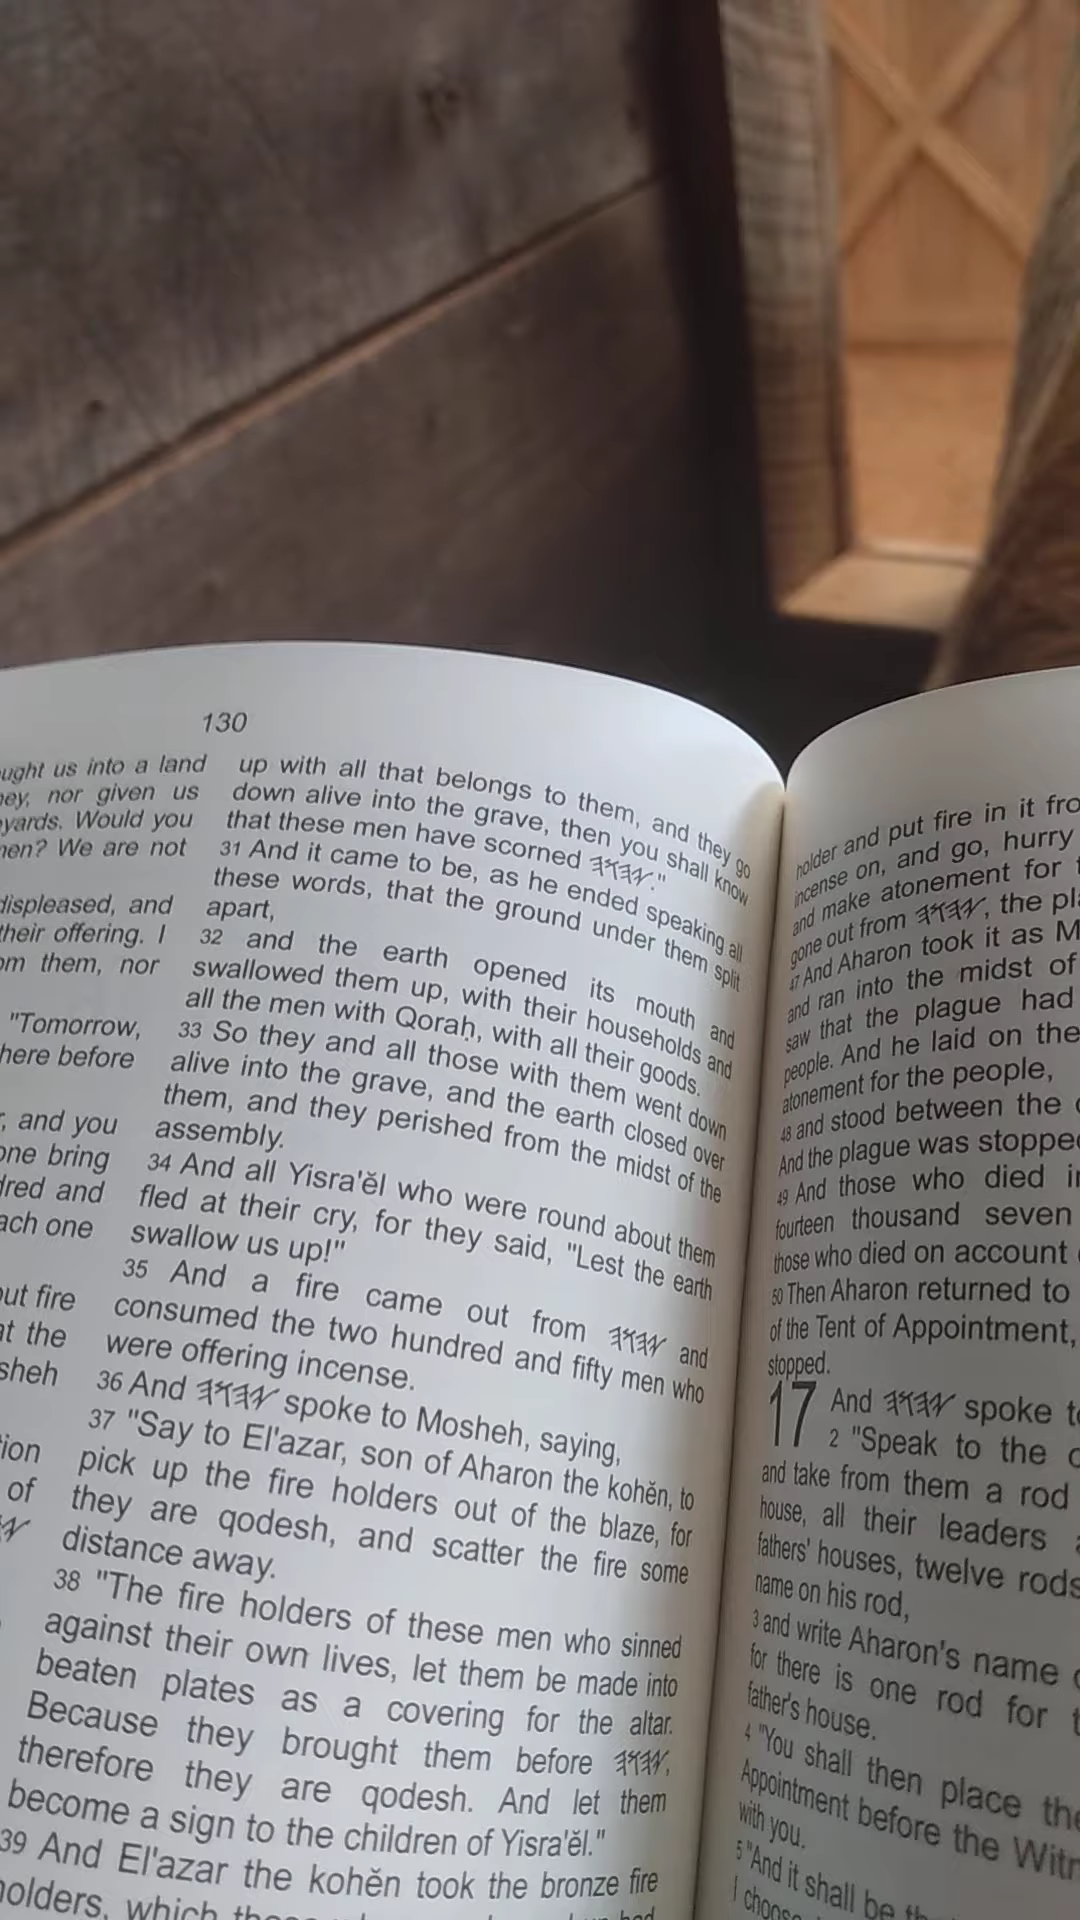 130
ought us into a land
ney, nor given us
yards. Would you
men? We are not
displeased, and
their offering. I
om them, nor
"Tomorrow,
here before
, and you
one bring
dred and
ach one
out fire
at the
sheh
tion
of
up with all that belongs to them, and they go
down alive into the grave, then you shall know
that these men have scorned 𐤉𐤄𐤅𐤄."
31 And it came to be, as he ended speaking all
these words, that the ground under them split
apart,
32 and the earth opened its mouth and
swallowed them up, with their households and
all the men with Qoraḥ, with all their goods.
33 So they and all those with them went down
alive into the grave, and the earth closed over
them, and they perished from the midst of the
assembly.
34 And all Yisra'ĕl who were round about them
fled at their cry, for they said, "Lest the earth
swallow us up!"
35 And a fire came out from 𐤉𐤄𐤅𐤄 and
consumed the two hundred and fifty men who
were offering incense.
36 And 𐤉𐤄𐤅𐤄 spoke to Mosheh, saying,
37 "Say to El'azar, son of Aharon the kohĕn, to
pick up the fire holders out of the blaze, for
they are qodesh, and scatter the fire some
distance away.
38 "The fire holders of these men who sinned
against their own lives, let them be made into
beaten plates as a covering for the altar.
Because they brought them before 𐤉𐤄𐤅𐤄,
therefore they are qodesh. And let them
become a sign to the children of Yisra'ĕl."
39 And El'azar the kohĕn took the bronze fire
holders, which
holder and put fire in it fro
incense on, and go, hurry
and make atonement for
gone out from 𐤉𐤄𐤅𐤄, the pla
47 And Aharon took it as M
and ran into the midst of
saw that the plague had
people. And he laid on the
atonement for the people,
48 and stood between the
And the plague was stopped
49 And those who died in
fourteen thousand seven
those who died on account
50 Then Aharon returned to
of the Tent of Appointment,
stopped.
17 And 𐤉𐤄𐤅𐤄 spoke to
2 "Speak to the
and take from them a rod
house, all their leaders
fathers' houses, twelve rods
name on his rod,
3 and write Aharon's name
for there is one rod for
father's house.
4 "You shall then place the
Appointment before the Witn
with you.
5 "And it shall be
I choose